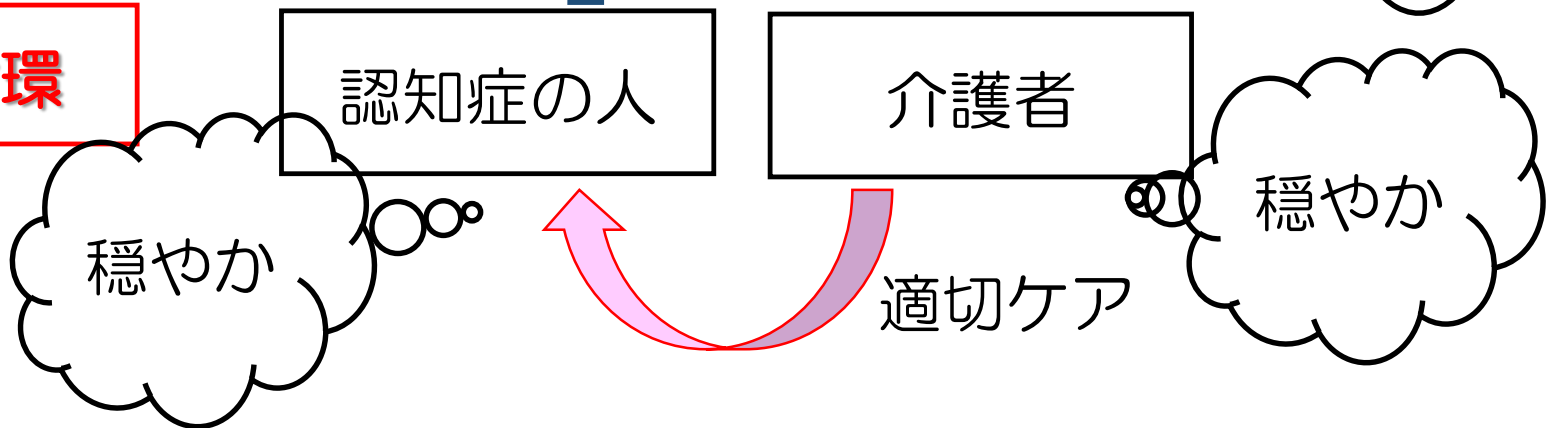 環
認知症の人
介護者
穏やか
穏やか
適切ケア